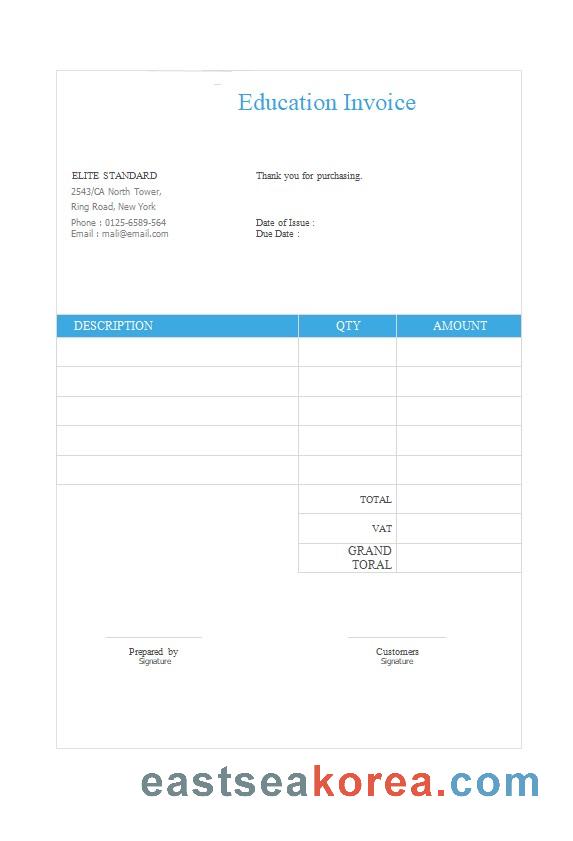 Education Invoice
ELITE STANDARD
2543/CA North Tower,
Ring Road, New York
Phone : 0125-6589-564
Email : mali@email.com
Thank you for purchasing.
Date of Issue :
Due Date :
DESCRIPTION QTY AMOUNT
TOTAL
VAT
GRAND
TORAL
Prepared by
Signature
Customers
Signature
eastseakorea.com